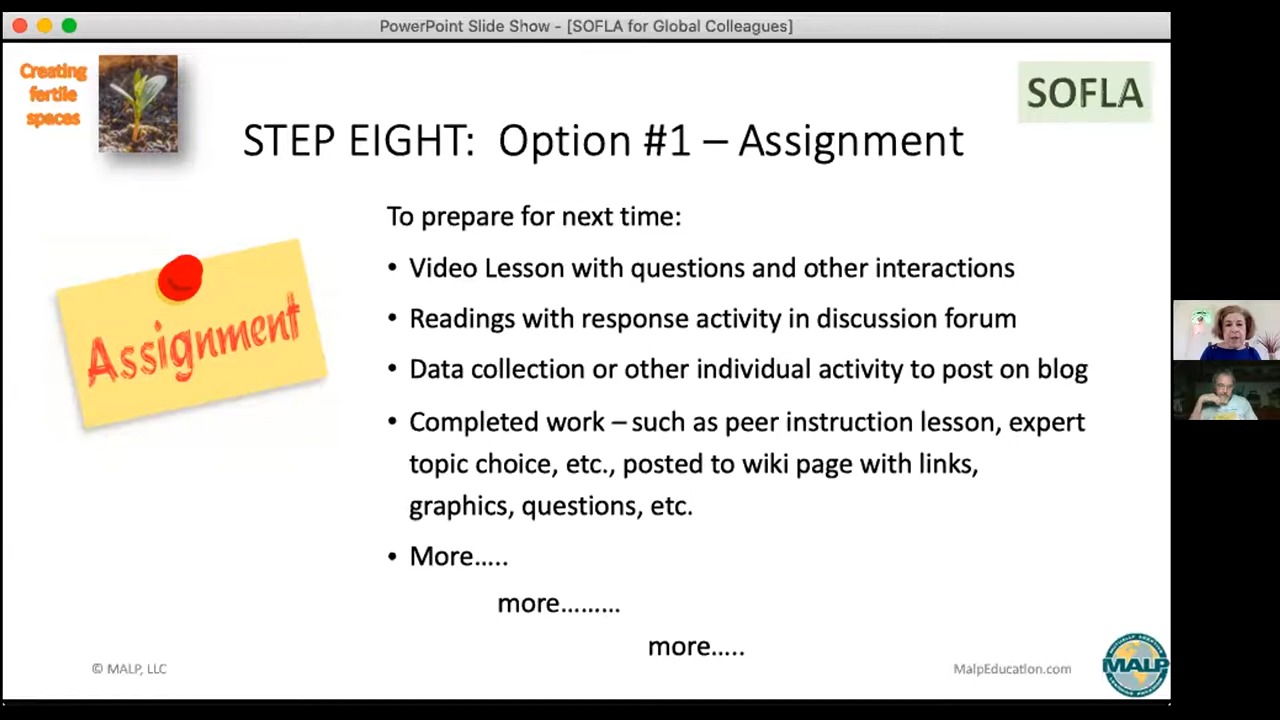 PowerPoint Slide Show - [SOFLA for Global Colleagues]
Creating
fertile
spaces
SOFLA
STEP EIGHT:  Option #1 – Assignment
Assignment
To prepare for next time:
• Video Lesson with questions and other interactions
• Readings with response activity in discussion forum
• Data collection or other individual activity to post on blog
• Completed work – such as peer instruction lesson, expert
topic choice, etc., posted to wiki page with links,
graphics, questions, etc.
• More…..
more………
more…..
© MALP, LLC
MalpEducation.com
MALP